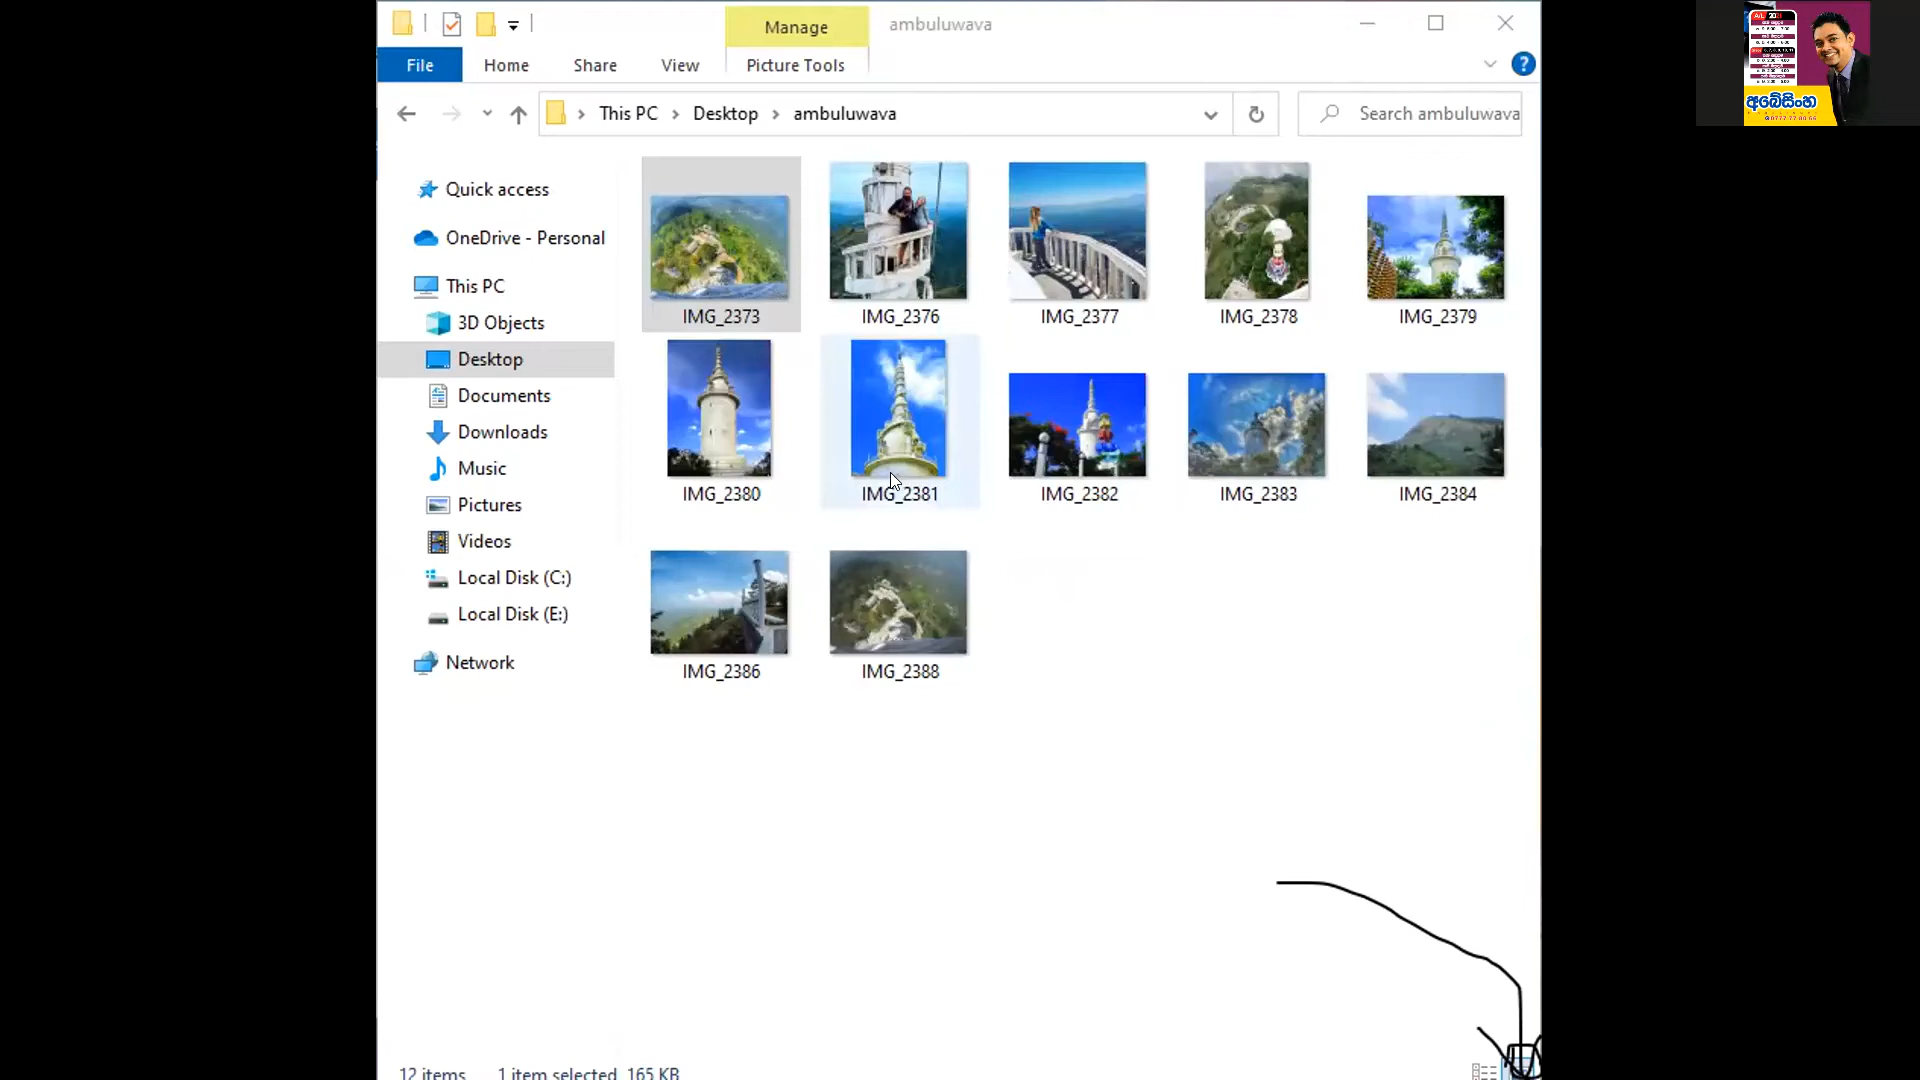 Manage
ambuluwava
File
Home
Share
View
Picture Tools
This PC
Desktop
ambuluwava
Search ambuluwava
Quick access
OneDrive - Personal
This PC
3D Objects
Desktop
Documents
Downloads
Music
Pictures
Videos
Local Disk (C:)
Local Disk (E:)
Network
IMG_2373
IMG_2376
IMG_2377
IMG_2378
IMG_2379
IMG_2380
IMG_2381
IMG_2382
IMG_2383
IMG_2384
IMG_2386
IMG_2388
12 items
1 item selected 165 KB
අබේසිංහ